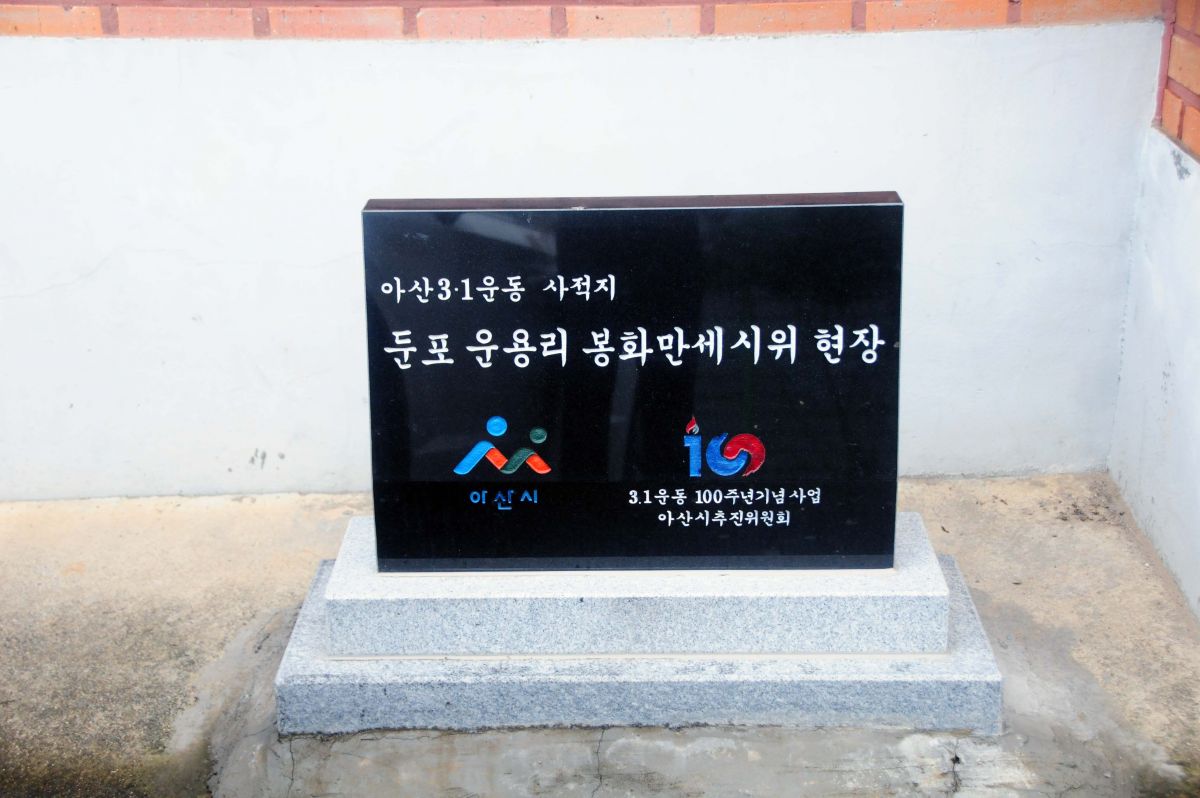 아산3·1운동 사적지
둔포 운용리 봉화만세시위 현장
아산시
100
3.1운동 100주년기념사업
아산시추진위원회